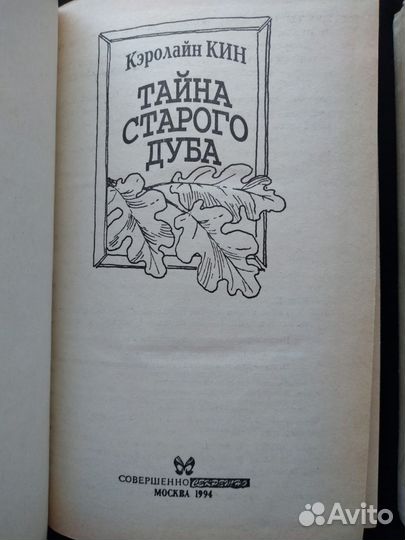 Кэролайн КИН
ТАЙНА
СТАРОГО
ДУБА
СОВЕРШЕННО СЕКРЕТНО
МОСКВА 1994
Avito